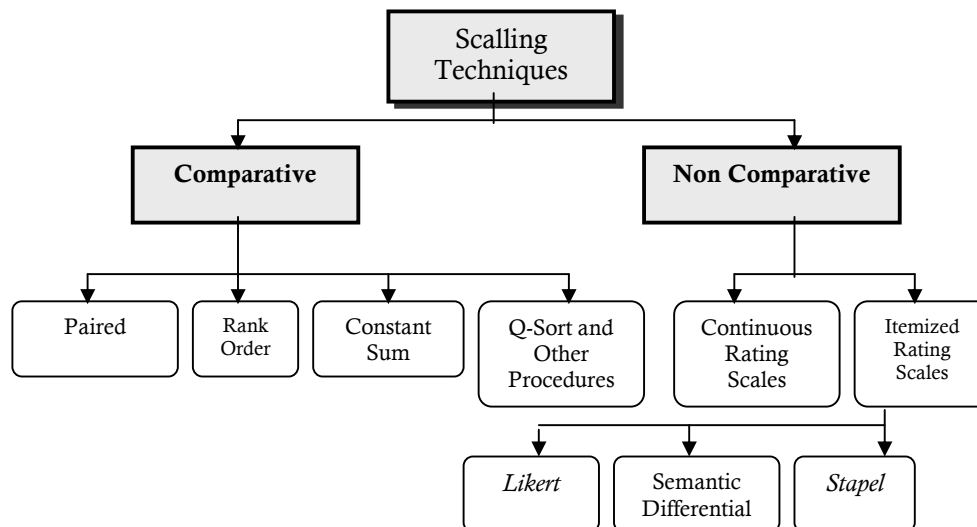 Scalling
Techniques
Comparative
Non Comparative
Paired
Rank
Order
Constant
Sum
Q-Sort and
Other
Procedures
Continuous
Rating
Scales
Itemized
Rating
Scales
Likert
Semantic
Differential
Stapel